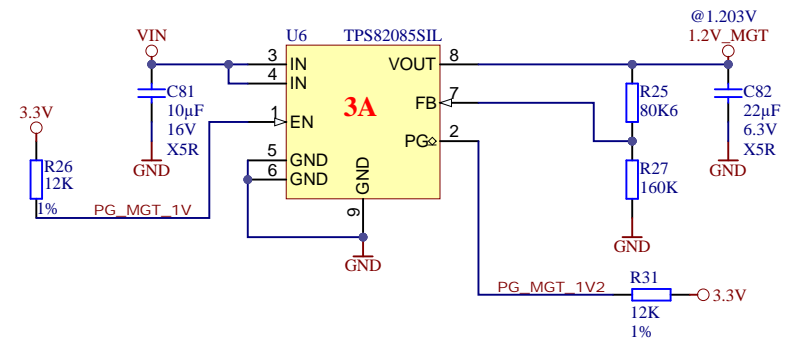 @1.203V
VIN
U6
TPS82085SIL
1.2V_MGT
3
IN
4
IN
VOUT
8
C81
10µF
16V
X5R
GND
3A
FB
7
R25
80K6
C82
22µF
6.3V
X5R
GND
3.3V
1
EN
PG
2
R26
12K
1%
PG_MGT_1V
5
GND
6
GND
GND
9
GND
R27
160K
GND
PG_MGT_1V2
R31
12K
1%
3.3V